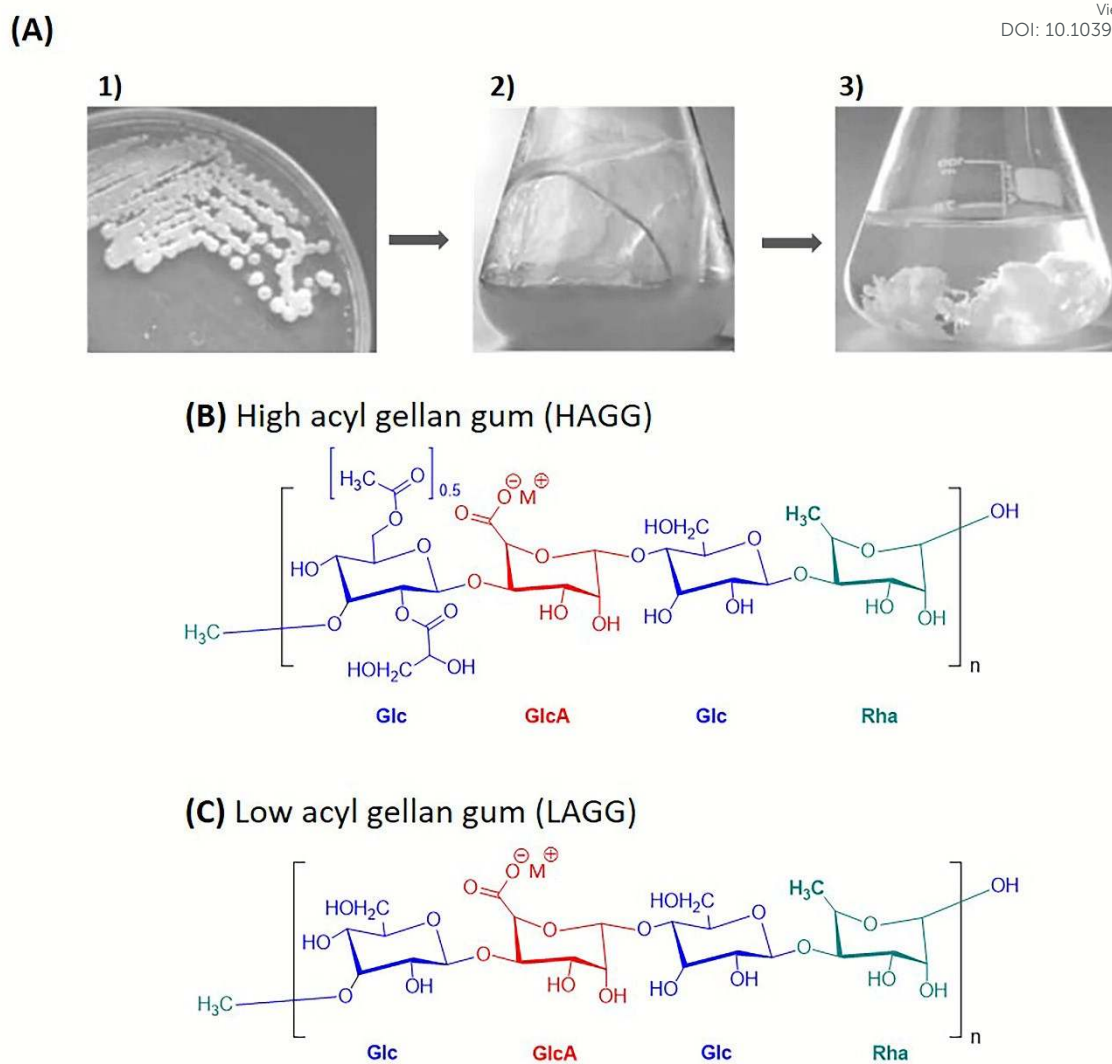 Vie
DOI: 10.1039
(A)
1)
2)
3)
(B) High acyl gellan gum (HAGG)
[H₃C O]0.5
O
O⊖ M⊕
O
HOH₂C
H₃C
OH
O
O
O
O
O
HO
O
O
O
O
HO
OH
HO
OH
HO
OH
H₃C
O
O
HOH₂C
OH
n
Glc
GlcA
Glc
Rha
(C) Low acyl gellan gum (LAGG)
O⊖ M⊕
O
HOH₂C
HOH₂C
H₃C
OH
HO
O
O
O
O
O
O
O
OH
HO
OH
HO
OH
HO
OH
H₃C
O
n
Glc
GlcA
Glc
Rha